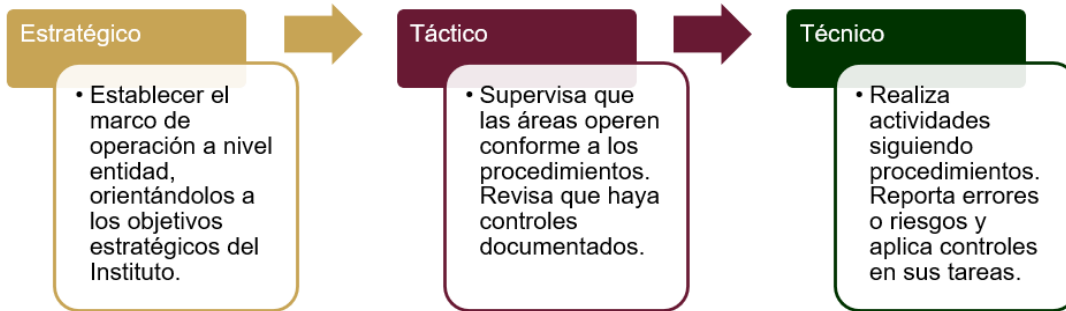 Estratégico
• Establecer el
marco de
operación a nivel
entidad,
orientándolos a
los objetivos
estratégicos del
Instituto.
Táctico
• Supervisa que
las áreas operen
conforme a los
procedimientos.
Revisa que haya
controles
documentados.
Técnico
• Realiza
actividades
siguiendo
procedimientos.
Reporta errores
o riesgos y
aplica controles
en sus tareas.